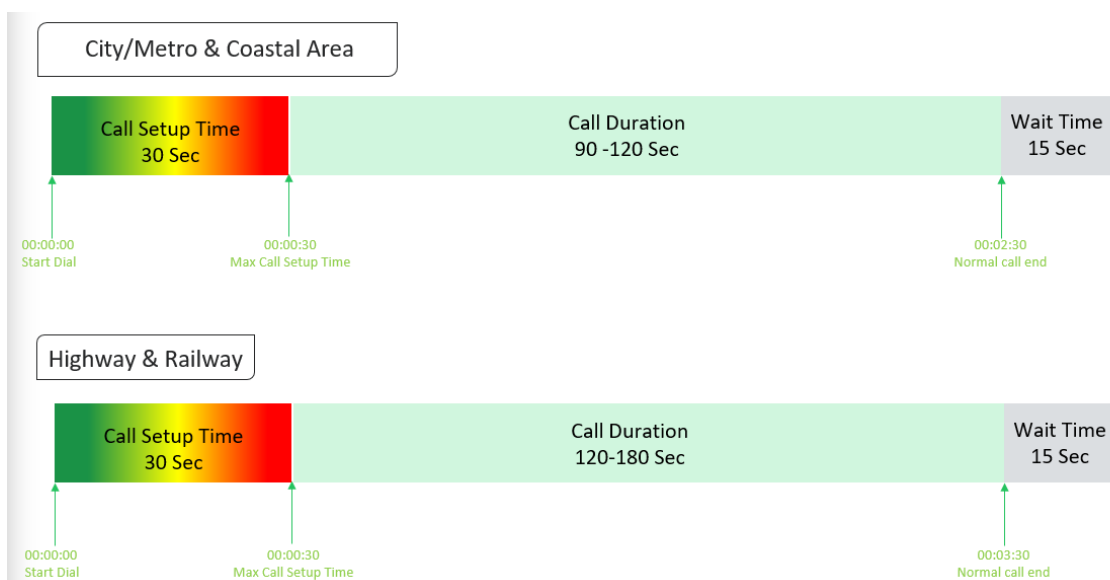 City/Metro & Coastal Area
Call Setup Time
30 Sec
Call Duration
90 -120 Sec
Wait Time
15 Sec
00:00:00
Start Dial
00:00:30
Max Call Setup Time
00:02:30
Normal call end
Highway & Railway
Call Setup Time
30 Sec
Call Duration
120-180 Sec
Wait Time
15 Sec
00:00:00
Start Dial
00:00:30
Max Call Setup Time
00:03:30
Normal call end